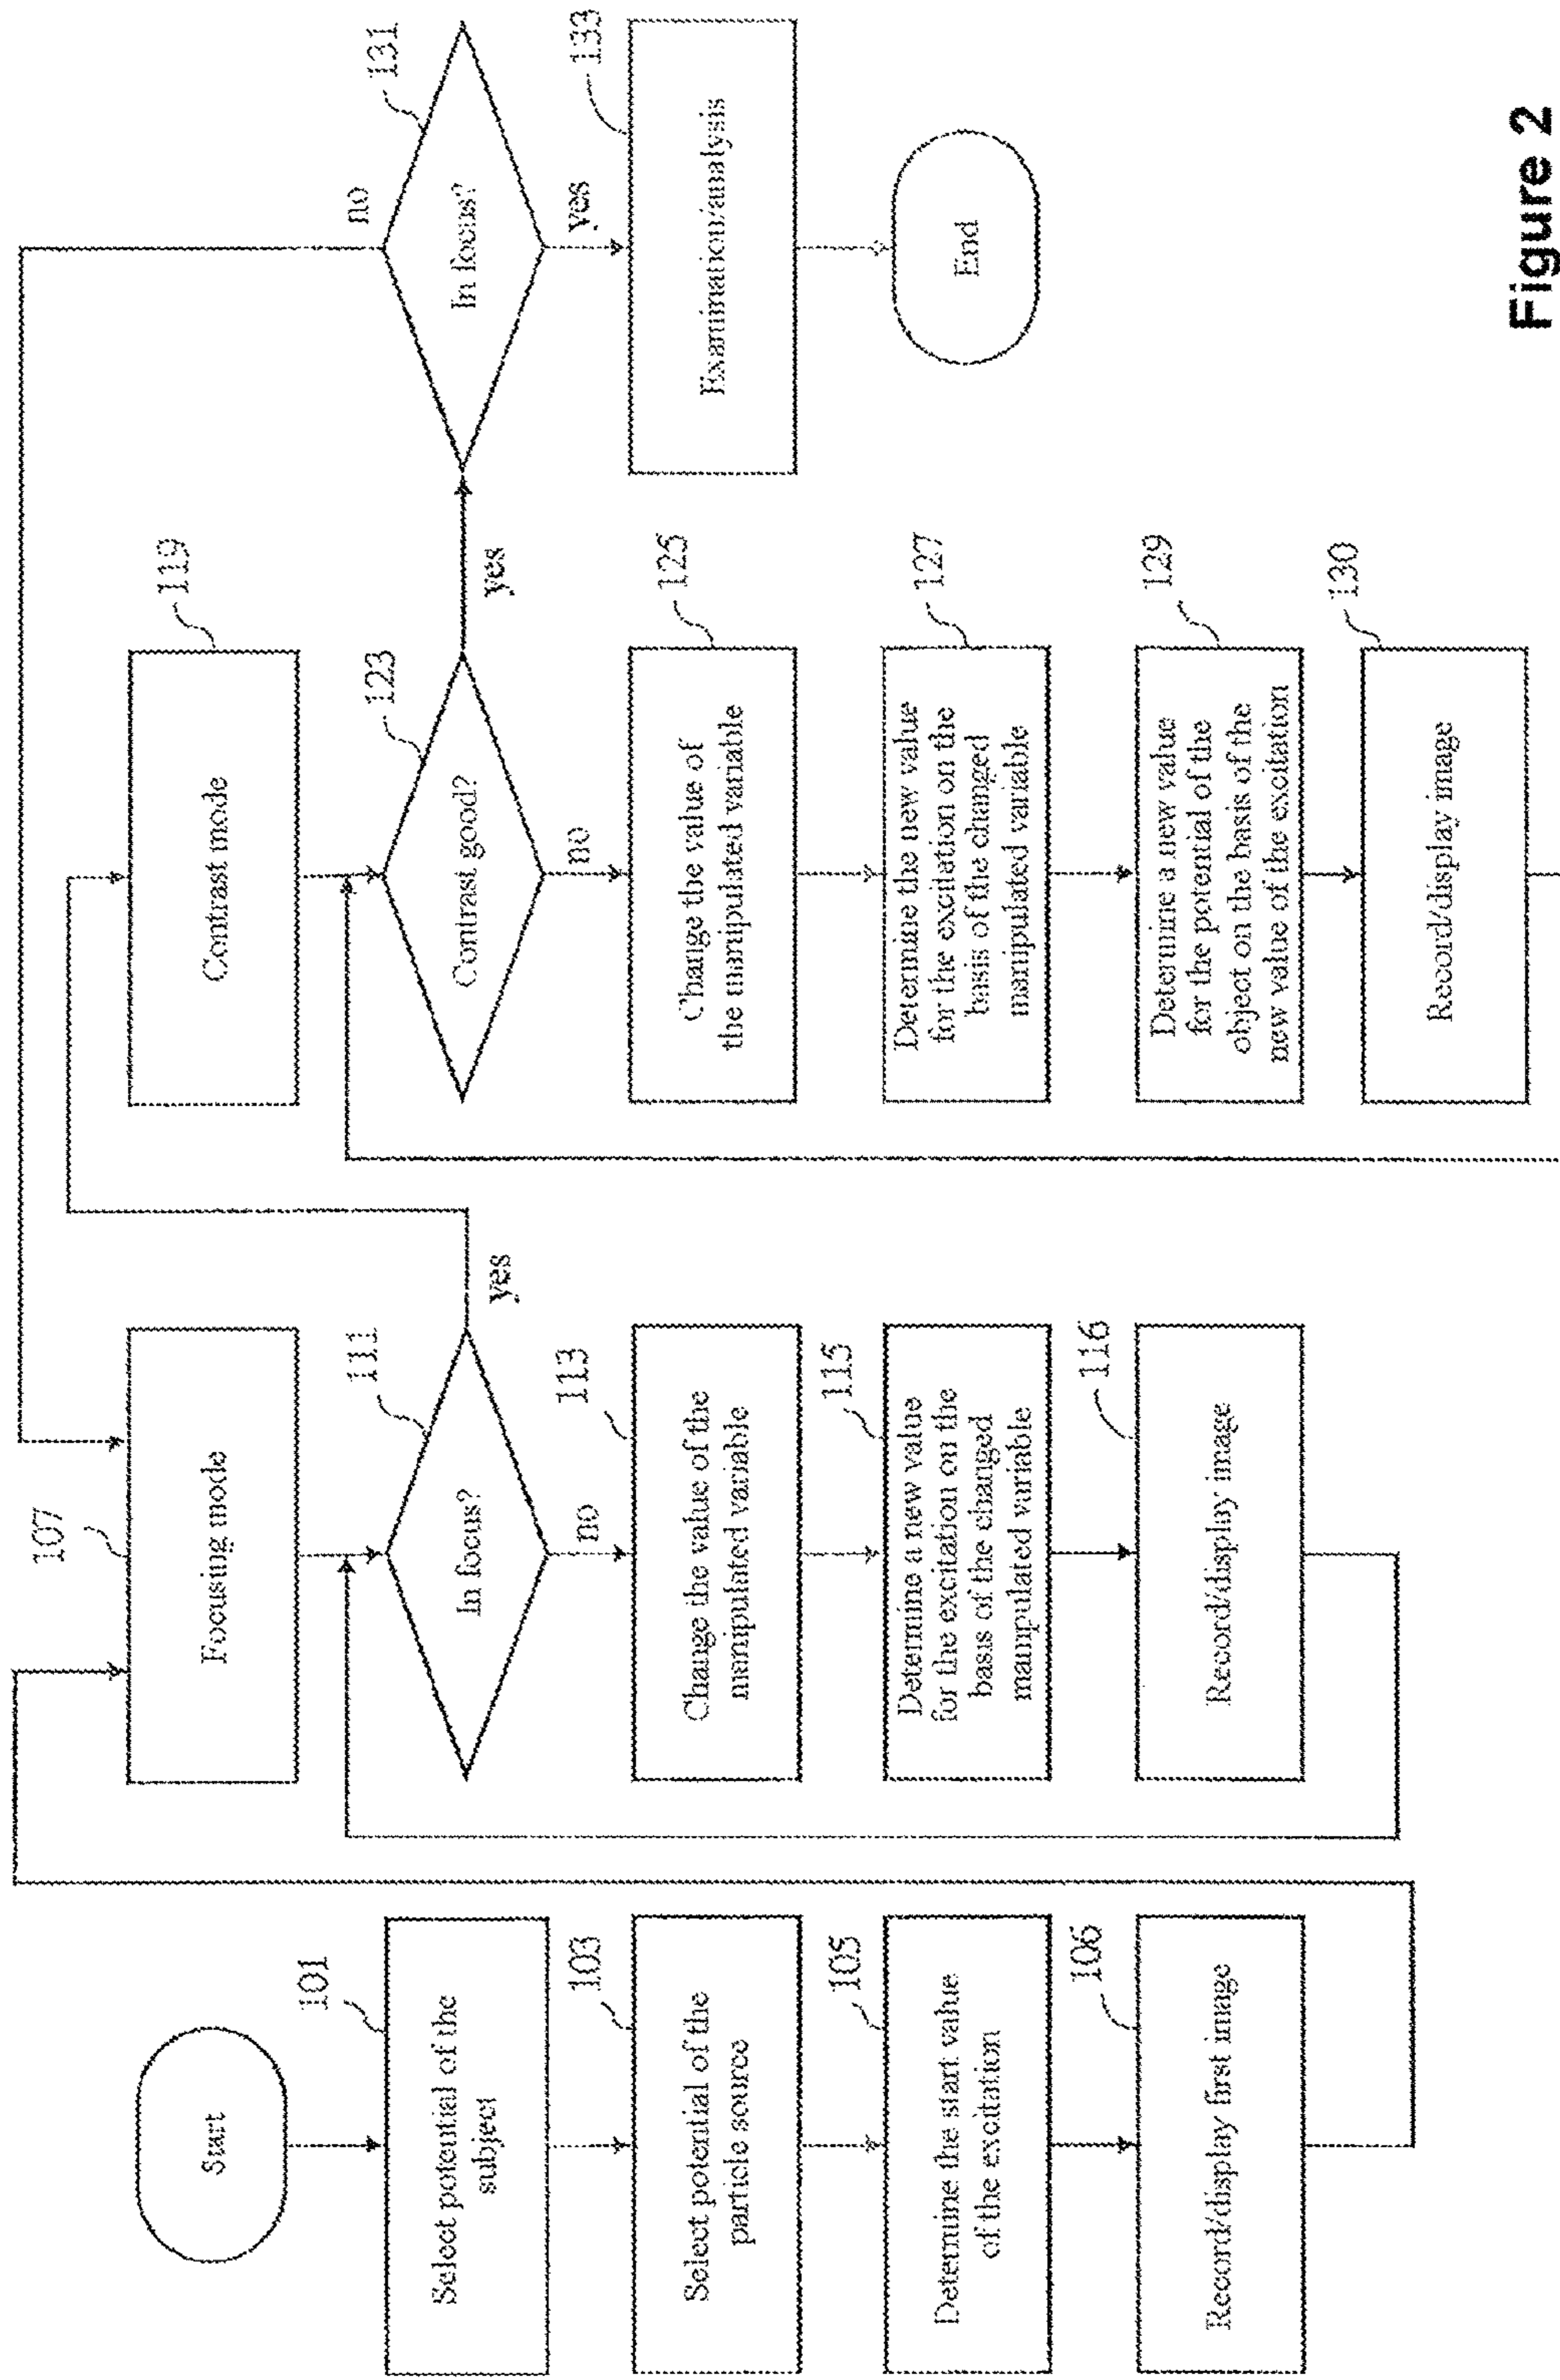 Start
101
Select potential of the
subject
103
Select potential of the
particle source
105
Determine the start value
of the excitation
106
Record/display first image
107
Focusing mode
111
In focus?
yes
no
113
Change the value of the
manipulated variable
115
Determine a new value
for the excitation on the
basis of the changed
manipulated variable
116
Record/display image
119
Contrast mode
123
Contrast good?
yes
no
125
Change the value of
the manipulated variable
127
Determine the new value
for the excitation on the
basis of the changed
manipulated variable
129
Determine a new value
for the potential of the
object on the basis of the
new value of the excitation
130
Record/display image
131
In focus?
no
yes
133
Examination/analysis
End
Figure 2